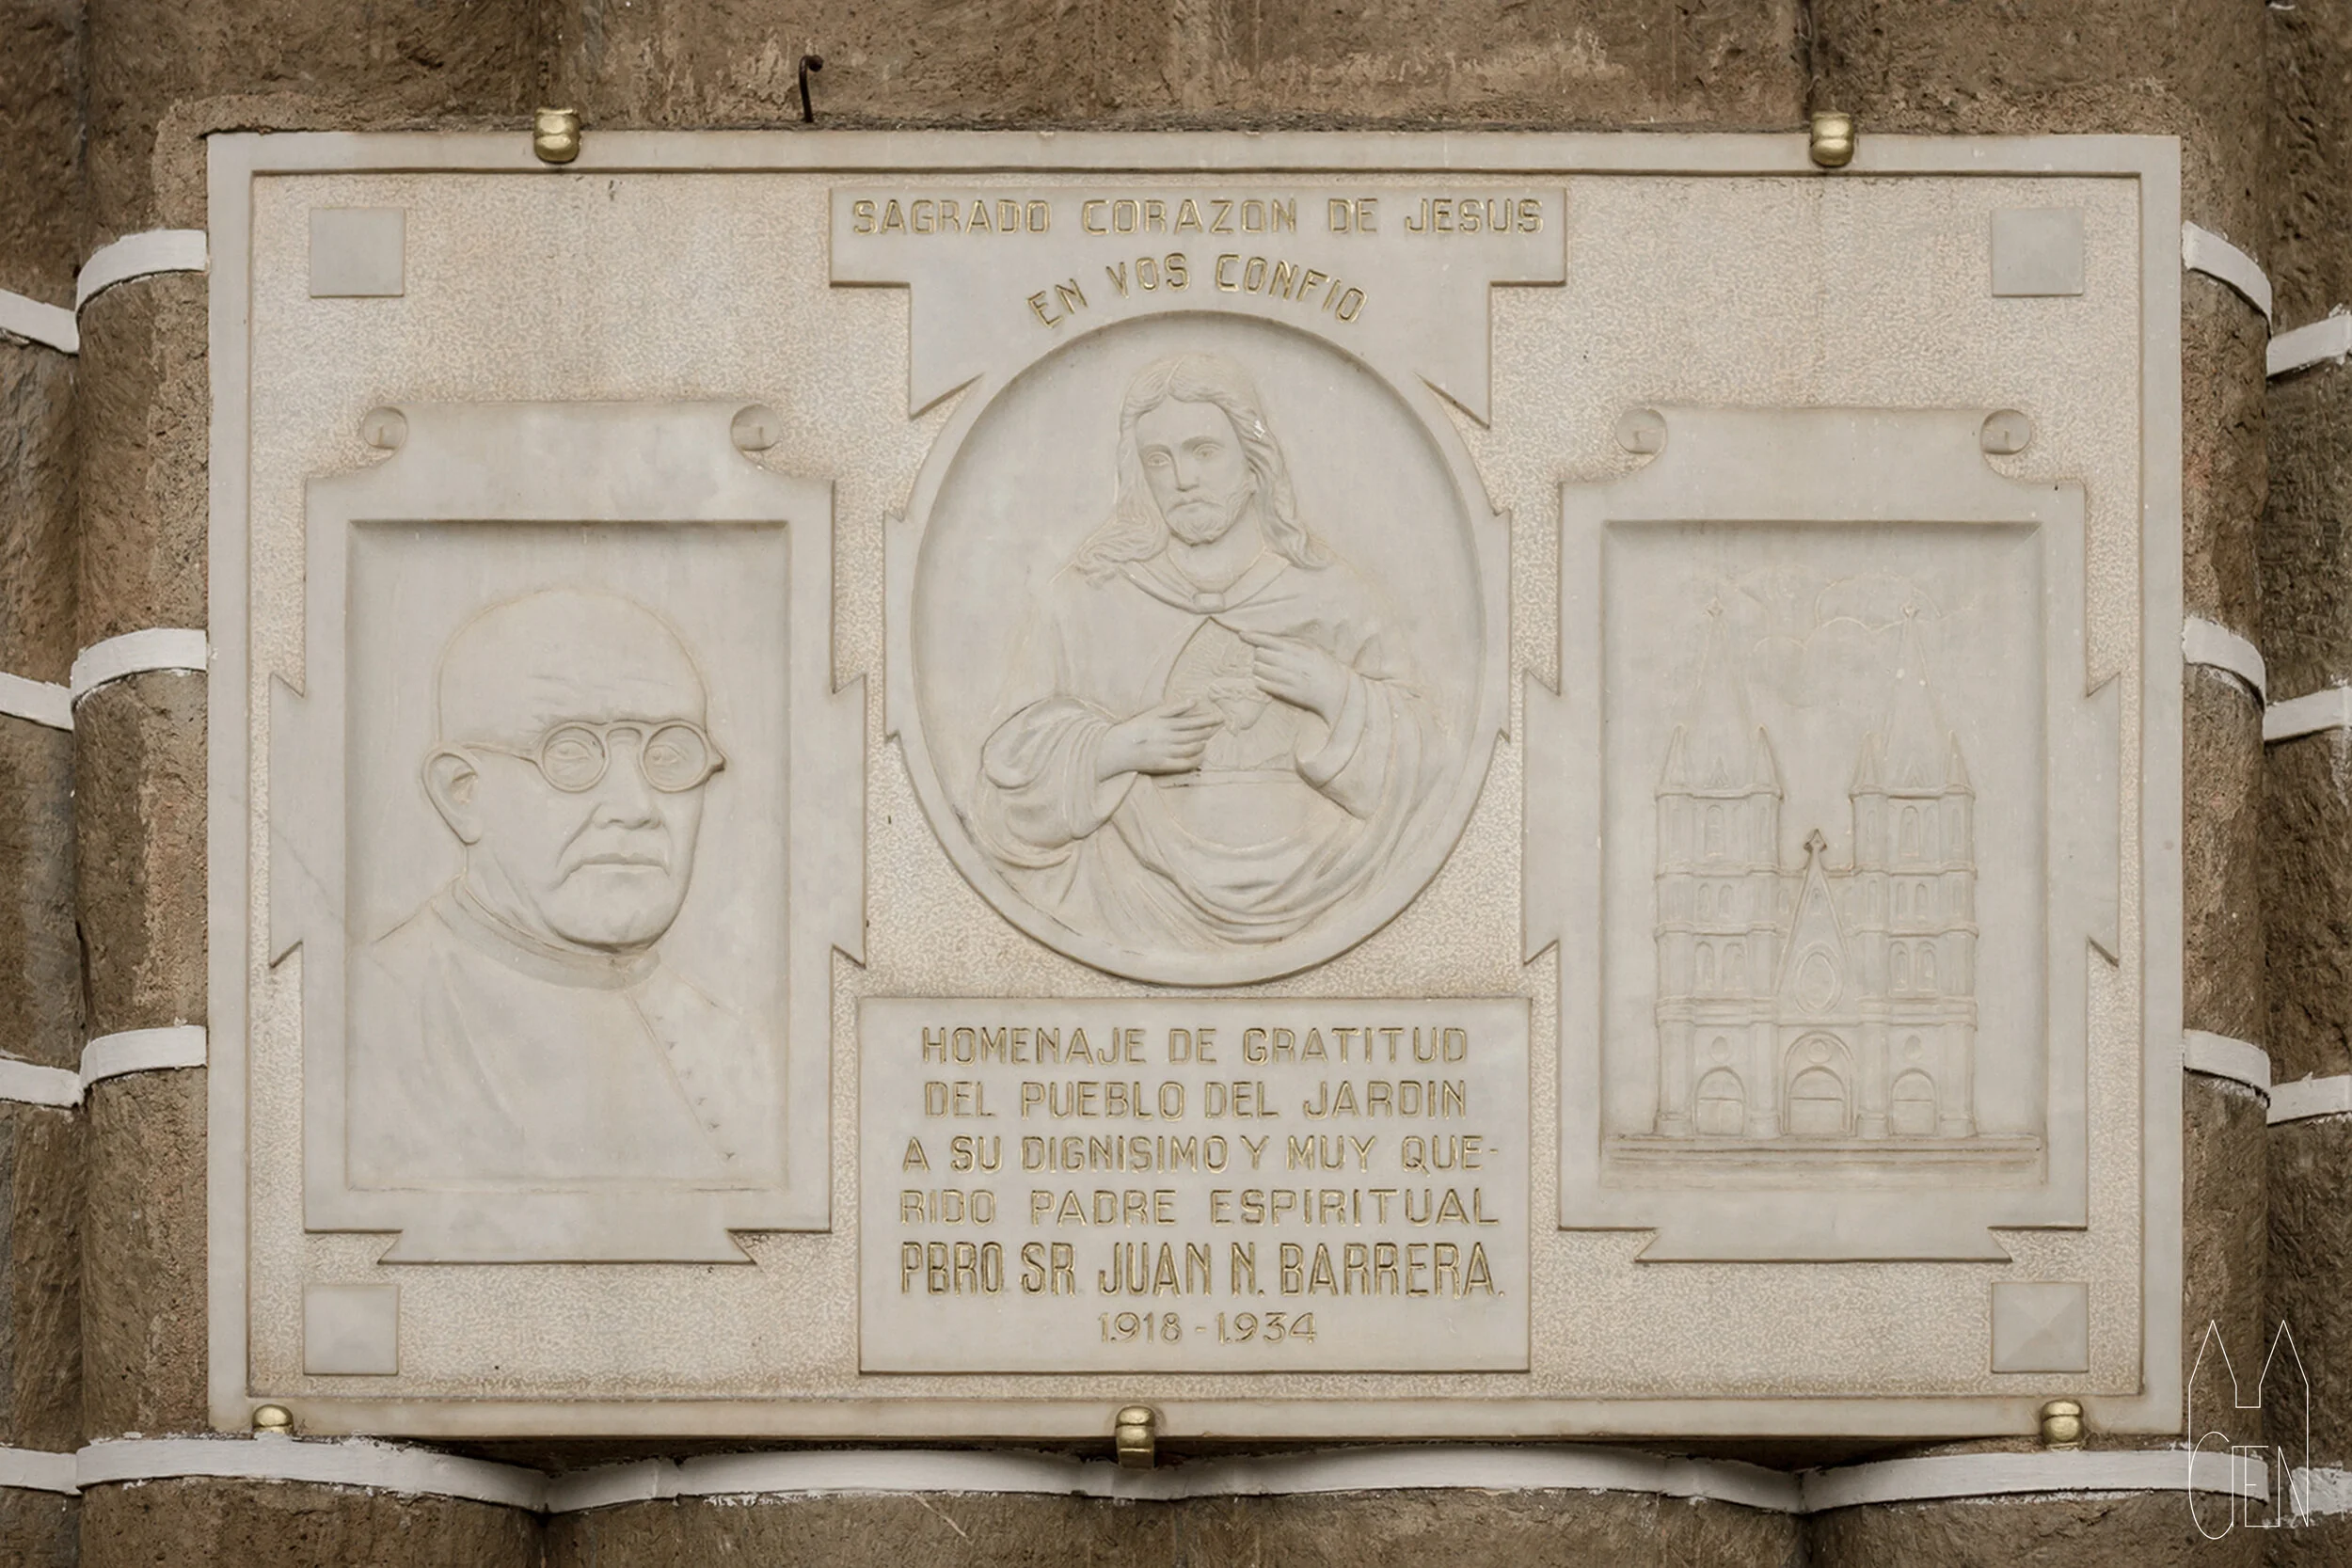 SAGRADO CORAZON DE JESUS
EN VOS CONFIO
HOMENAJE DE GRATITUD
DEL PUEBLO DEL JARDIN
A SU DIGNISIMO Y MUY QUE-
RIDO PADRE ESPIRITUAL
PBRO. SR. JUAN N. BARRERA.
1.918 - 1.934
CIEN